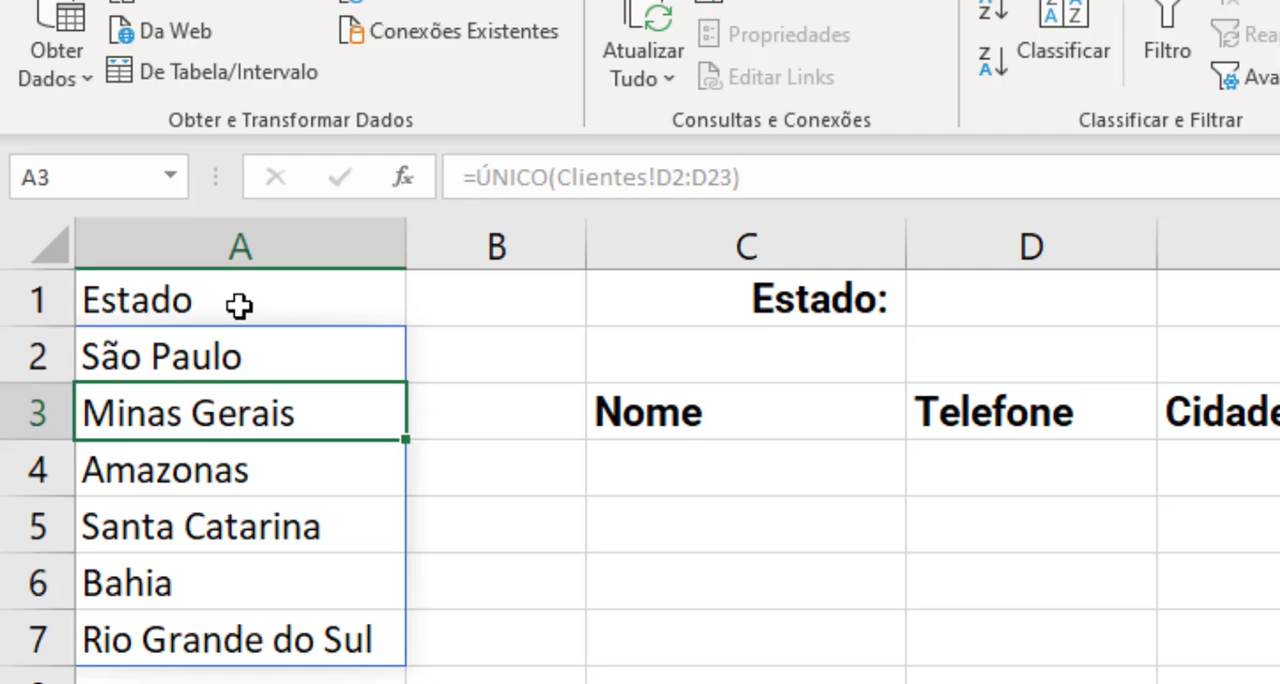 Obter Dados
Da Web
De Tabela/Intervalo
Conexões Existentes
Obter e Transformar Dados
Atualizar Tudo
Propriedades
Editar Links
Consultas e Conexões
Z
Z
A
Classificar
Z
A Z
Filtro
Classificar e Filtrar
A3
fx
=ÚNICO(Clientes!D2:D23)
A B C D
1 Estado Estado:
2 São Paulo
3 Minas Gerais Nome Telefone Cidade
4 Amazonas
5 Santa Catarina
6 Bahia
7 Rio Grande do Sul